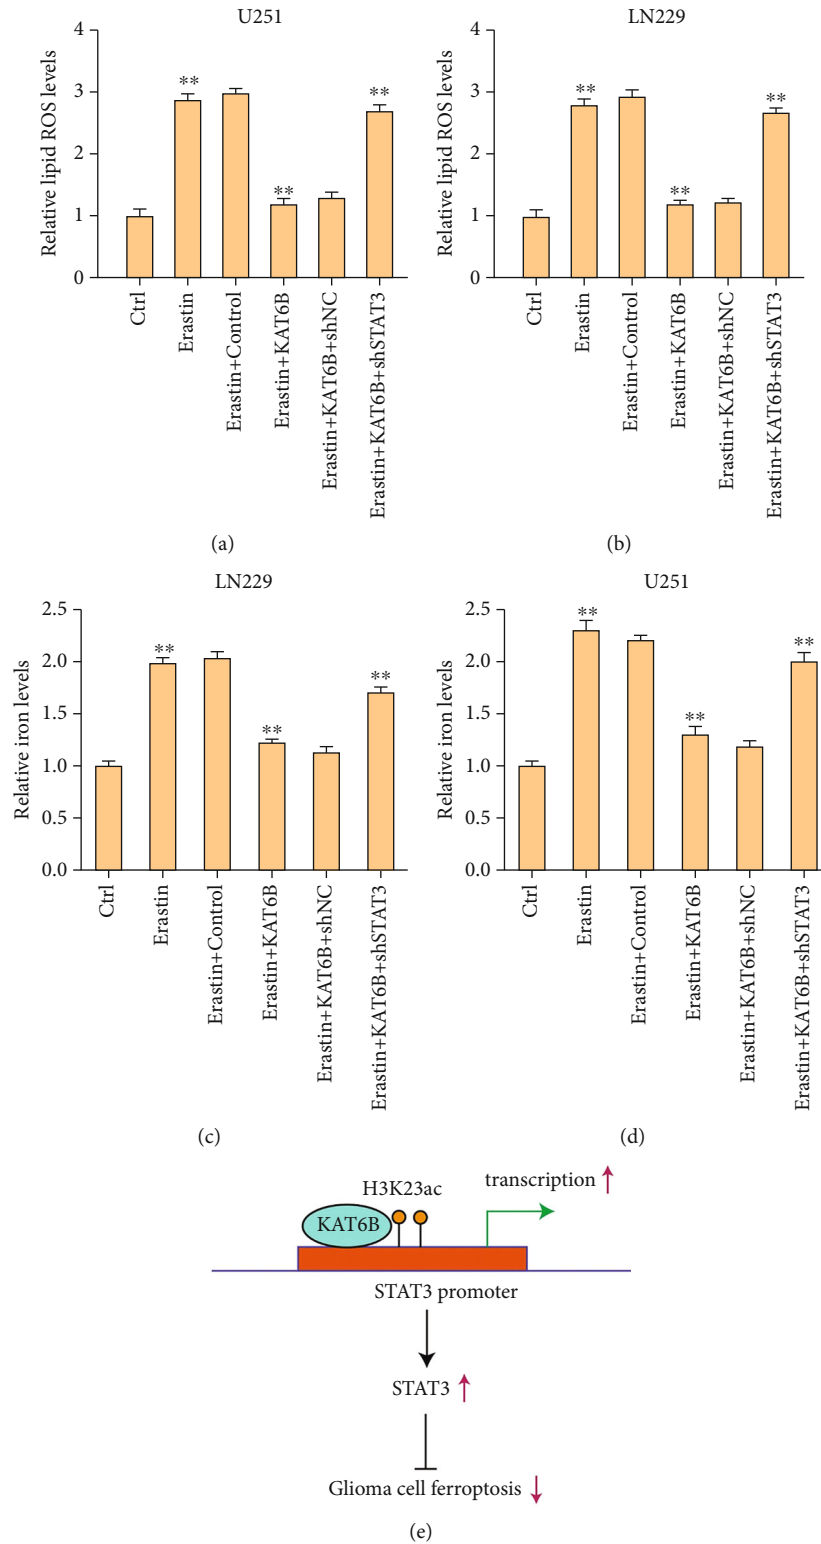 U251
Relative lipid ROS levels
4
3
2
1
0
**
**
**
Ctrl
Erastin
Erastin+Control
Erastin+KAT6B
Erastin+KAT6B+shNC
Erastin+KAT6B+shSTAT3
(a)
LN229
Relative lipid ROS levels
4
3
2
1
0
**
**
**
Ctrl
Erastin
Erastin+Control
Erastin+KAT6B
Erastin+KAT6B+shNC
Erastin+KAT6B+shSTAT3
(b)
LN229
Relative iron levels
2.5
2.0
1.5
1.0
0.5
0.0
**
**
**
Ctrl
Erastin
Erastin+Control
Erastin+KAT6B
Erastin+KAT6B+shNC
Erastin+KAT6B+shSTAT3
(c)
U251
Relative iron levels
2.5
2.0
1.5
1.0
0.5
0.0
**
**
**
Ctrl
Erastin
Erastin+Control
Erastin+KAT6B
Erastin+KAT6B+shNC
Erastin+KAT6B+shSTAT3
(d)
transcription
H3K23ac
KAT6B
STAT3 promoter
STAT3
Glioma cell ferroptosis
(e)